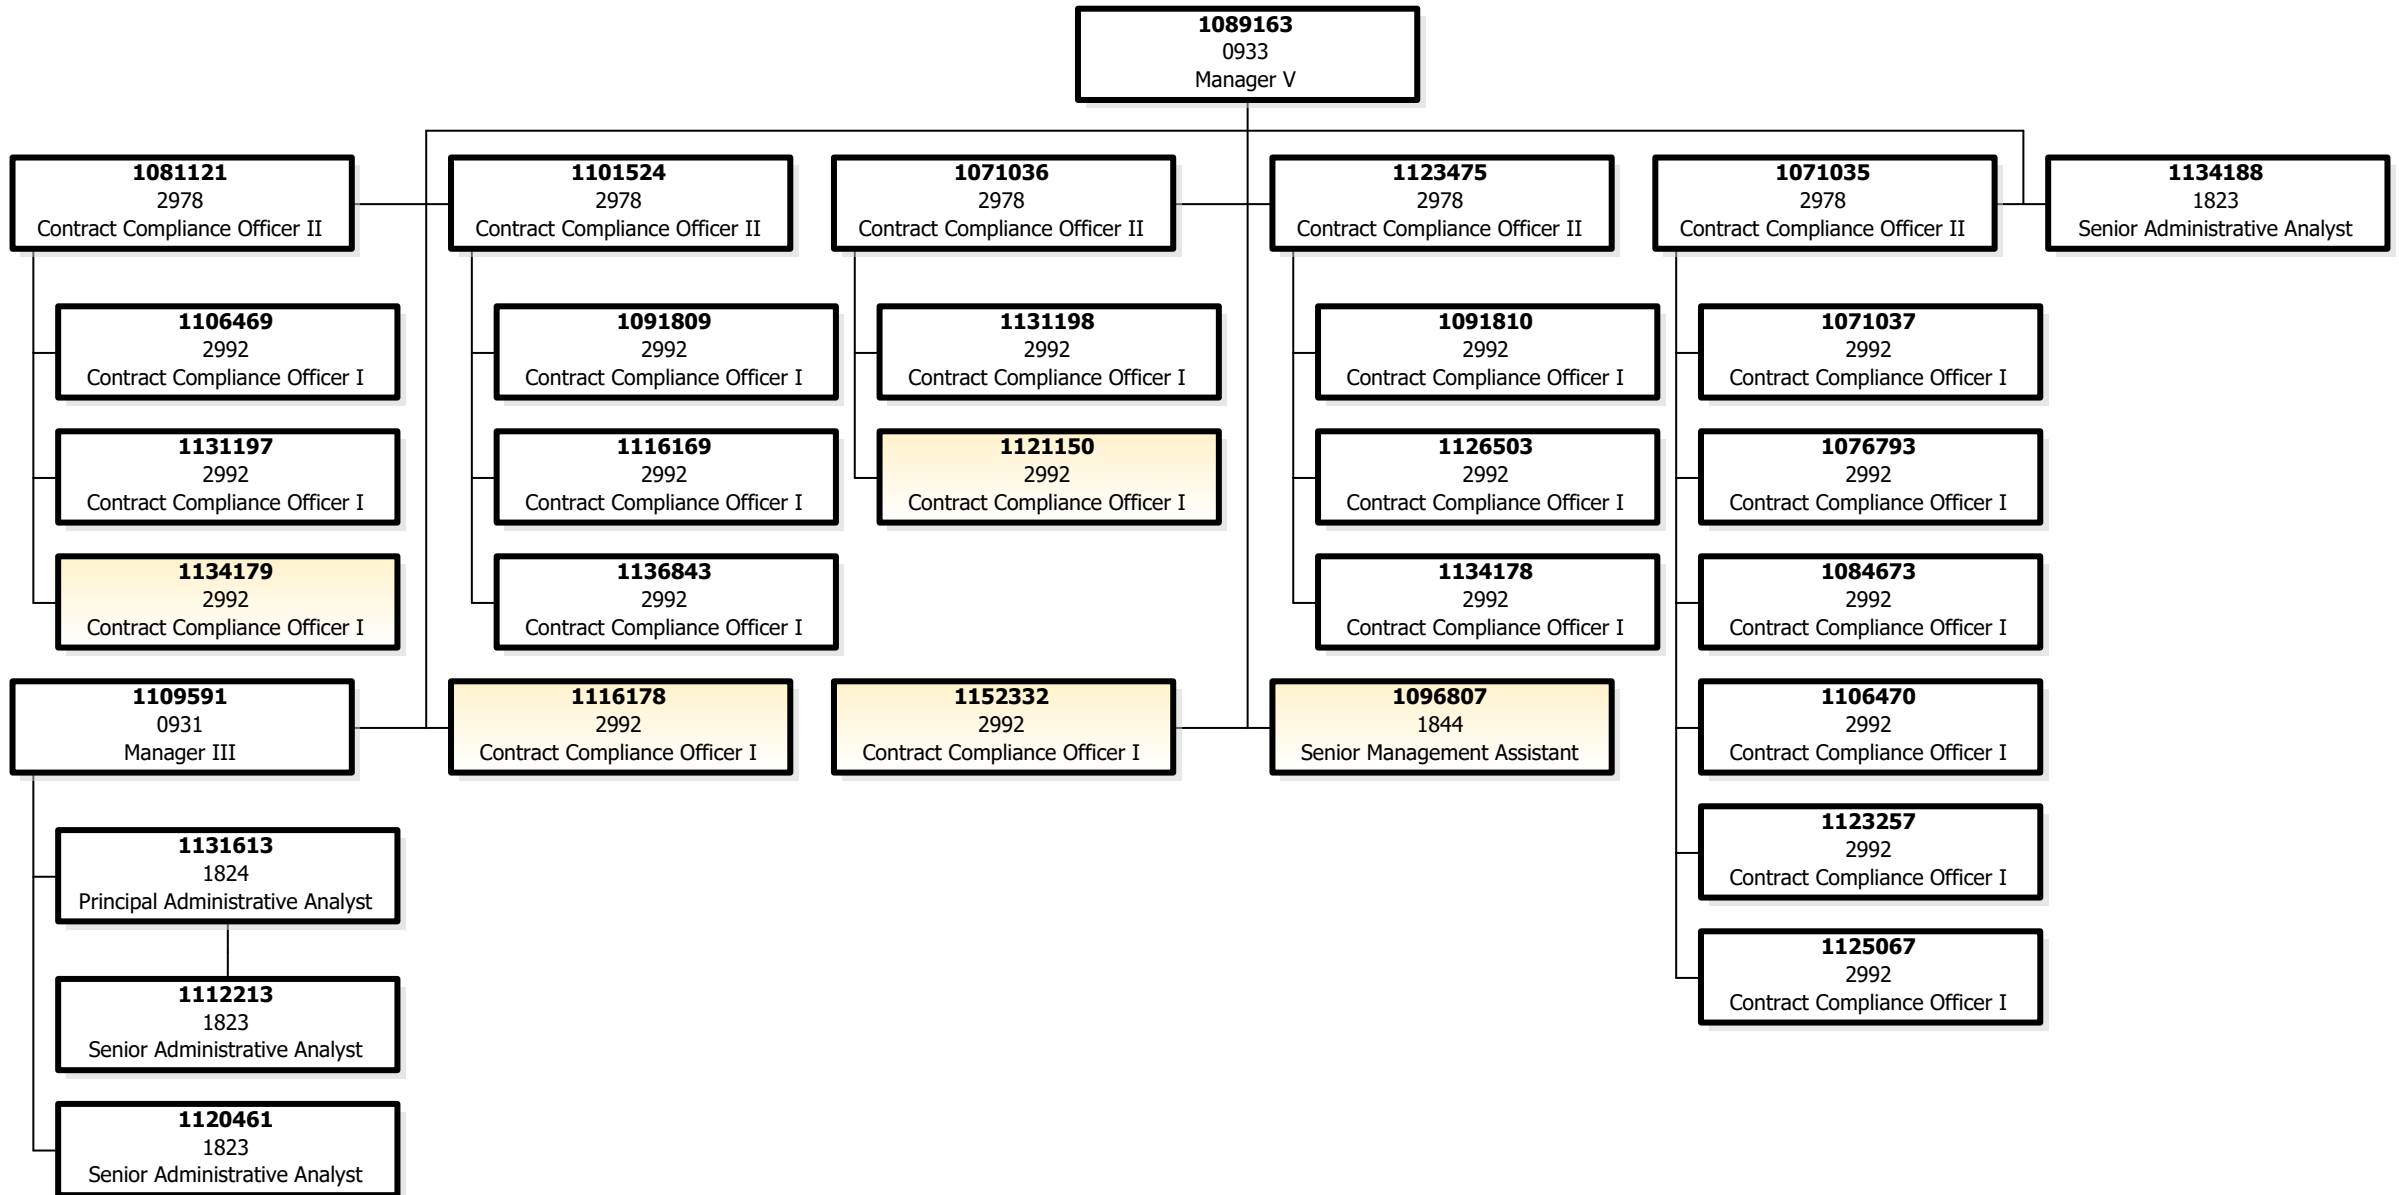 1089163
0933
Manager V
1081121
2978
Contract Compliance Officer II
1101524
2978
Contract Compliance Officer II
1071036
2978
Contract Compliance Officer II
1123475
2978
Contract Compliance Officer II
1071035
2978
Contract Compliance Officer II
1134188
1823
Senior Administrative Analyst
1106469
2992
Contract Compliance Officer I
1091809
2992
Contract Compliance Officer I
1131198
2992
Contract Compliance Officer I
1091810
2992
Contract Compliance Officer I
1071037
2992
Contract Compliance Officer I
1131197
2992
Contract Compliance Officer I
1116169
2992
Contract Compliance Officer I
1121150
2992
Contract Compliance Officer I
1126503
2992
Contract Compliance Officer I
1076793
2992
Contract Compliance Officer I
1134179
2992
Contract Compliance Officer I
1136843
2992
Contract Compliance Officer I
1134178
2992
Contract Compliance Officer I
1084673
2992
Contract Compliance Officer I
1109591
0931
Manager III
1116178
2992
Contract Compliance Officer I
1152332
2992
Contract Compliance Officer I
1096807
1844
Senior Management Assistant
1106470
2992
Contract Compliance Officer I
1131613
1824
Principal Administrative Analyst
1123257
2992
Contract Compliance Officer I
1112213
1823
Senior Administrative Analyst
1125067
2992
Contract Compliance Officer I
1120461
1823
Senior Administrative Analyst